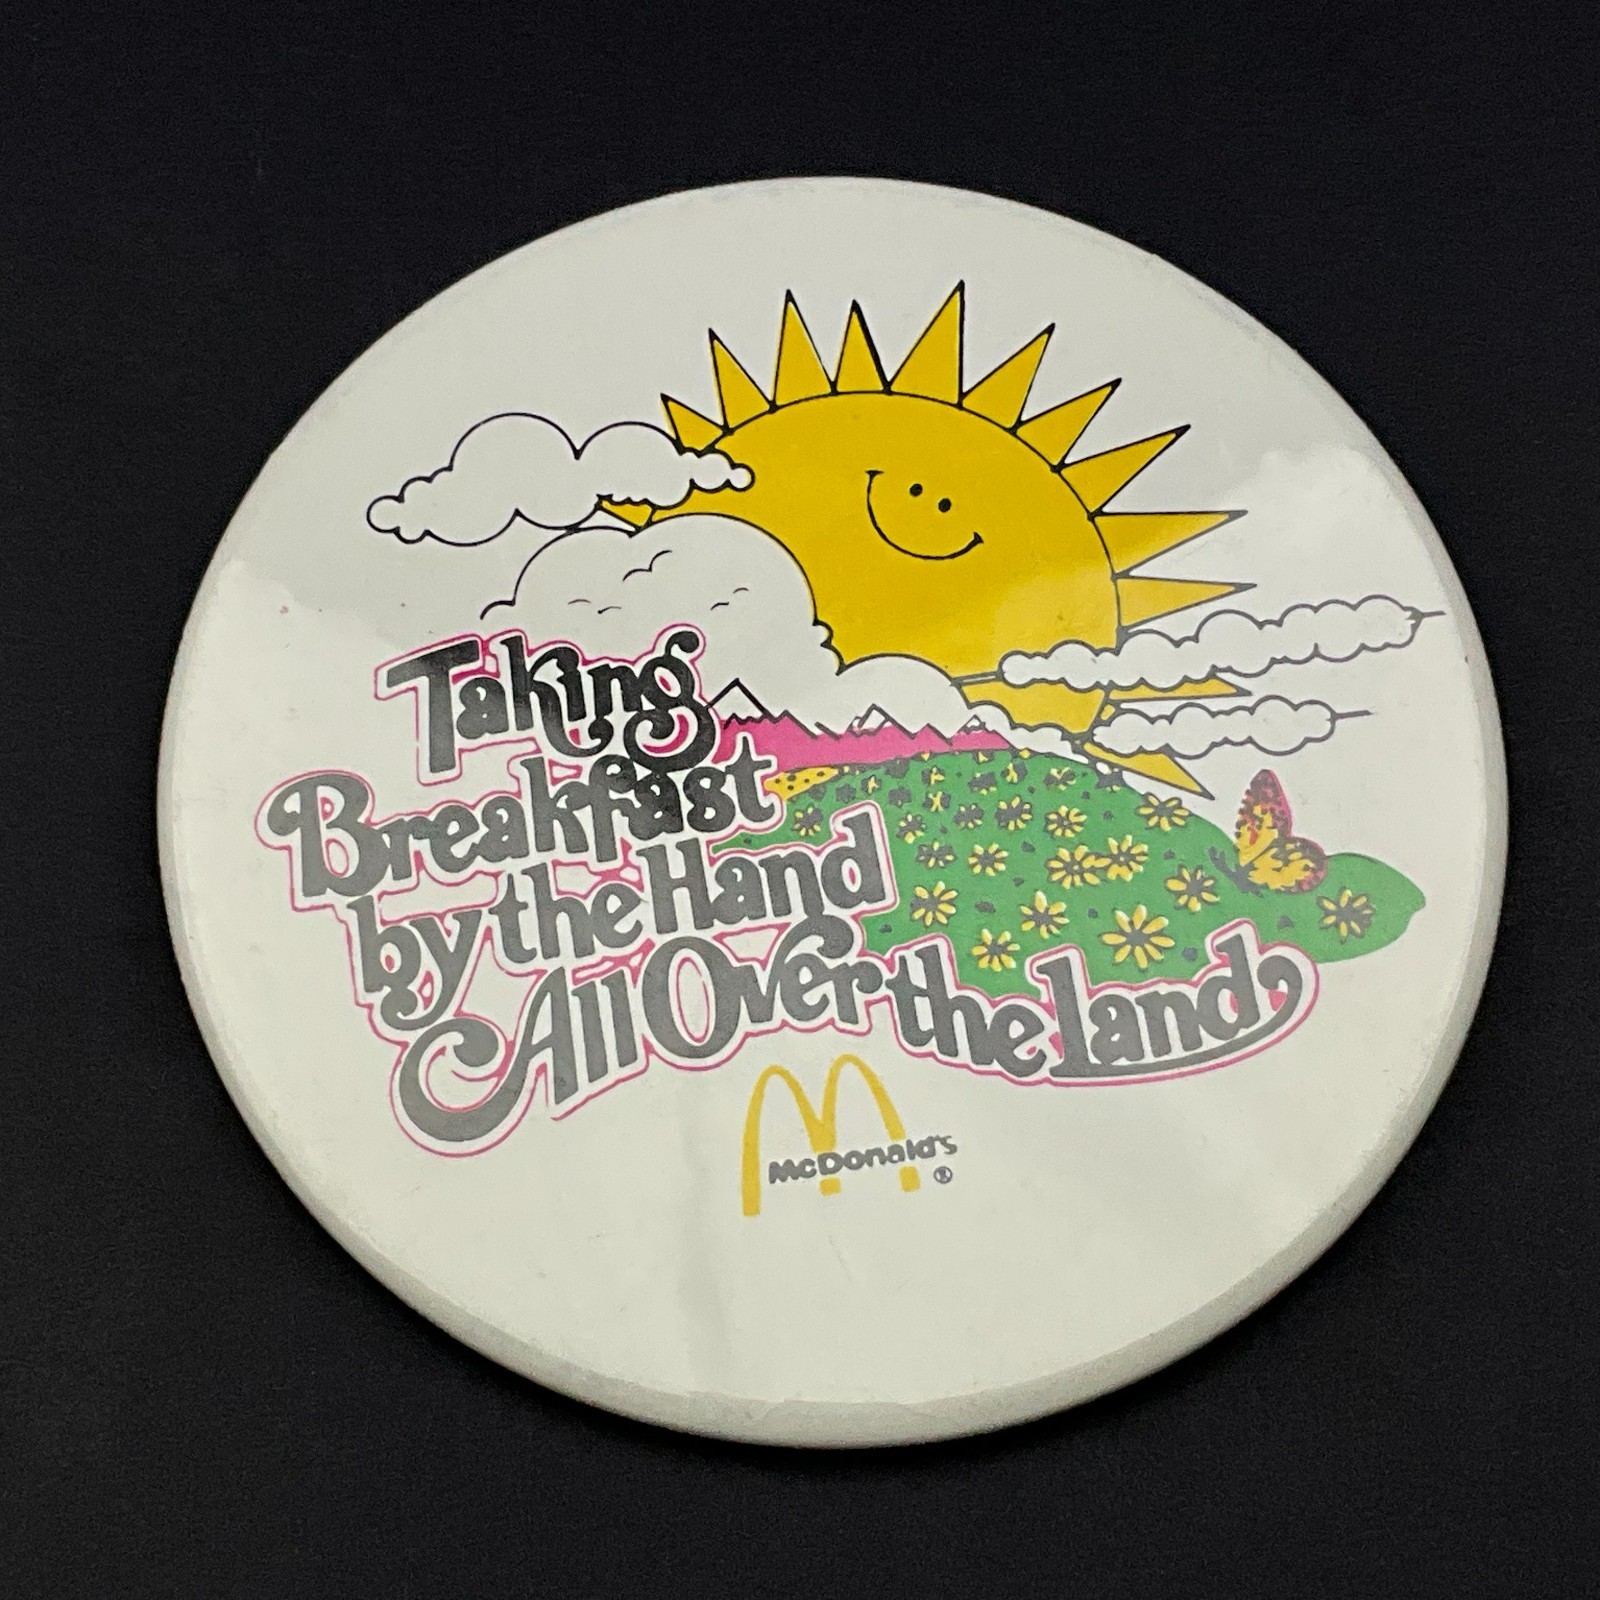 Taking
Breakfast
by the Hand
All Over the land
McDonald's
®